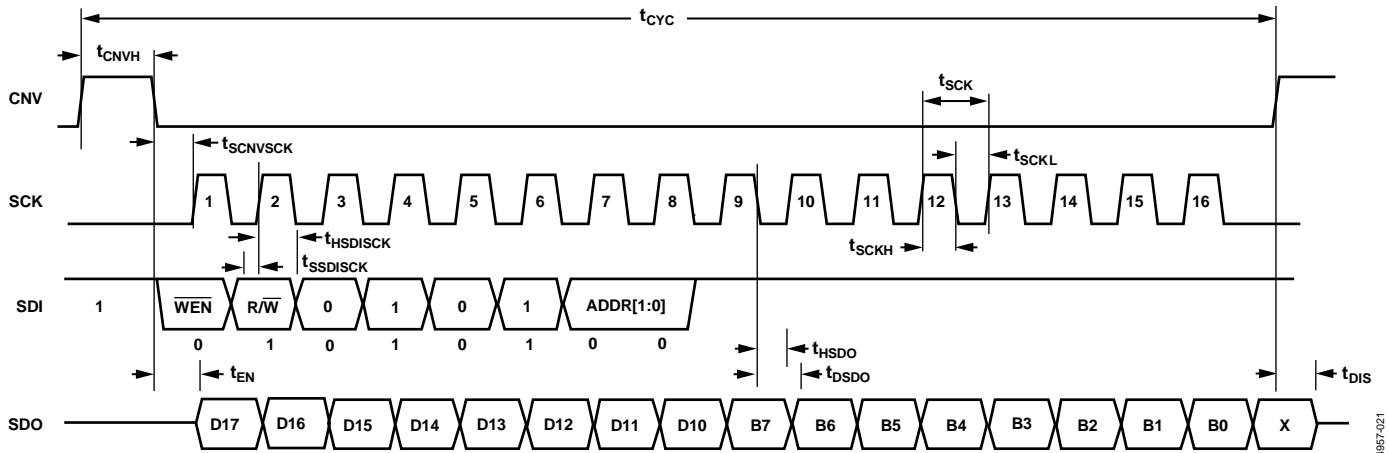 tCYC
tCNVH
tSCK
CNV
tSCNVSCK
tSCKL
SCK 1 2 3 4 5 6 7 8 9 10 11 12 13 14 15 16
tHSDISCK
tSCKH
tSSDISCK
SDI 1 WEN R/W 0 1 0 1 ADDR[1:0]
0 1 0 1 0 1 0 0
tHSDO
tEN
tDSDO
tDIS
SDO D17 D16 D15 D14 D13 D12 D11 D10 B7 B6 B5 B4 B3 B2 B1 B0 X